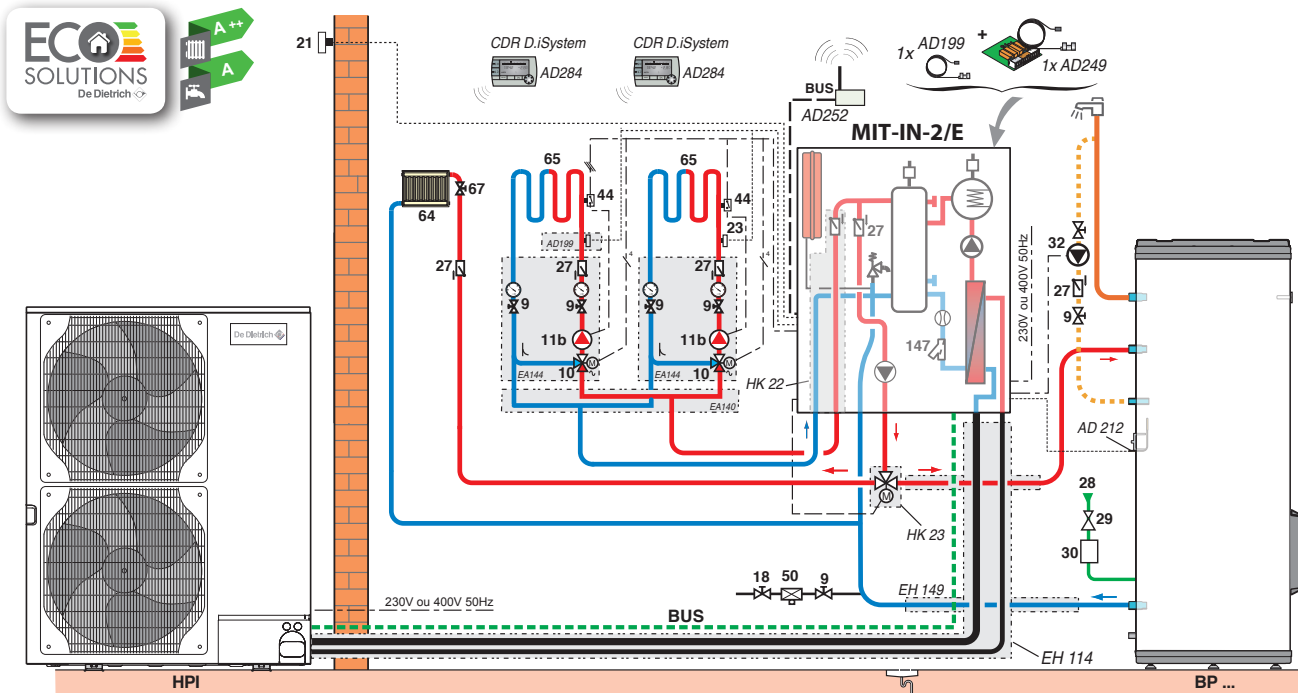 ECO
SOLUTIONS
De Dietrich
A++
A
21
CDR D.iSystem
AD284
CDR D.iSystem
AD284
BUS
AD252
1x
AD199
+
1x AD249
MIT-IN-2/E
65
65
67
64
44
44
23
AD199
4
4
27
27
27
27
9
9
9
9
11b
11b
M
M
10
10
EA144
EA144
EA140
HK 22
147
230V ou 400V 50Hz
32
27
9
AD 212
M
HK 23
28
29
30
De Dietrich
18
50
9
EH 149
230V ou 400V 50Hz
BUS
EH 114
HPI
BP ...